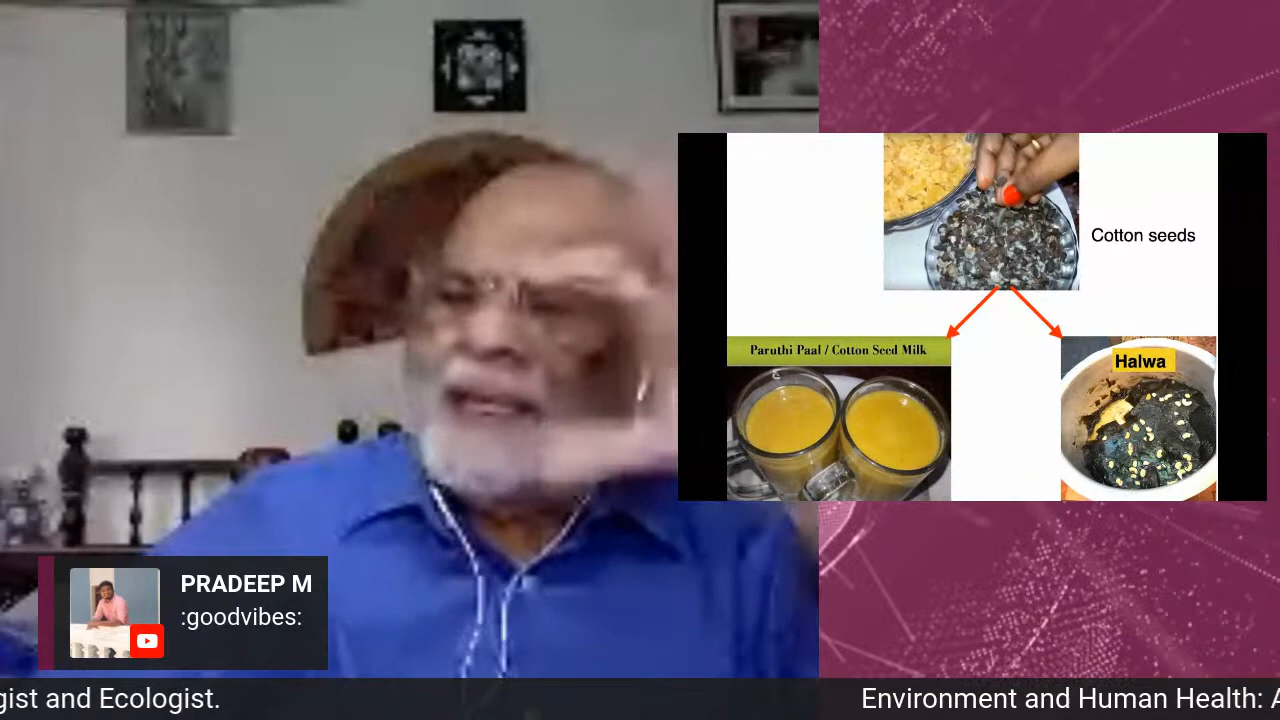 Cotton seeds
Paruthi Paal / Cotton Seed Milk
Halwa
PRADEEP M
:goodvibes:
gist and Ecologist.
Environment and Human Health: A